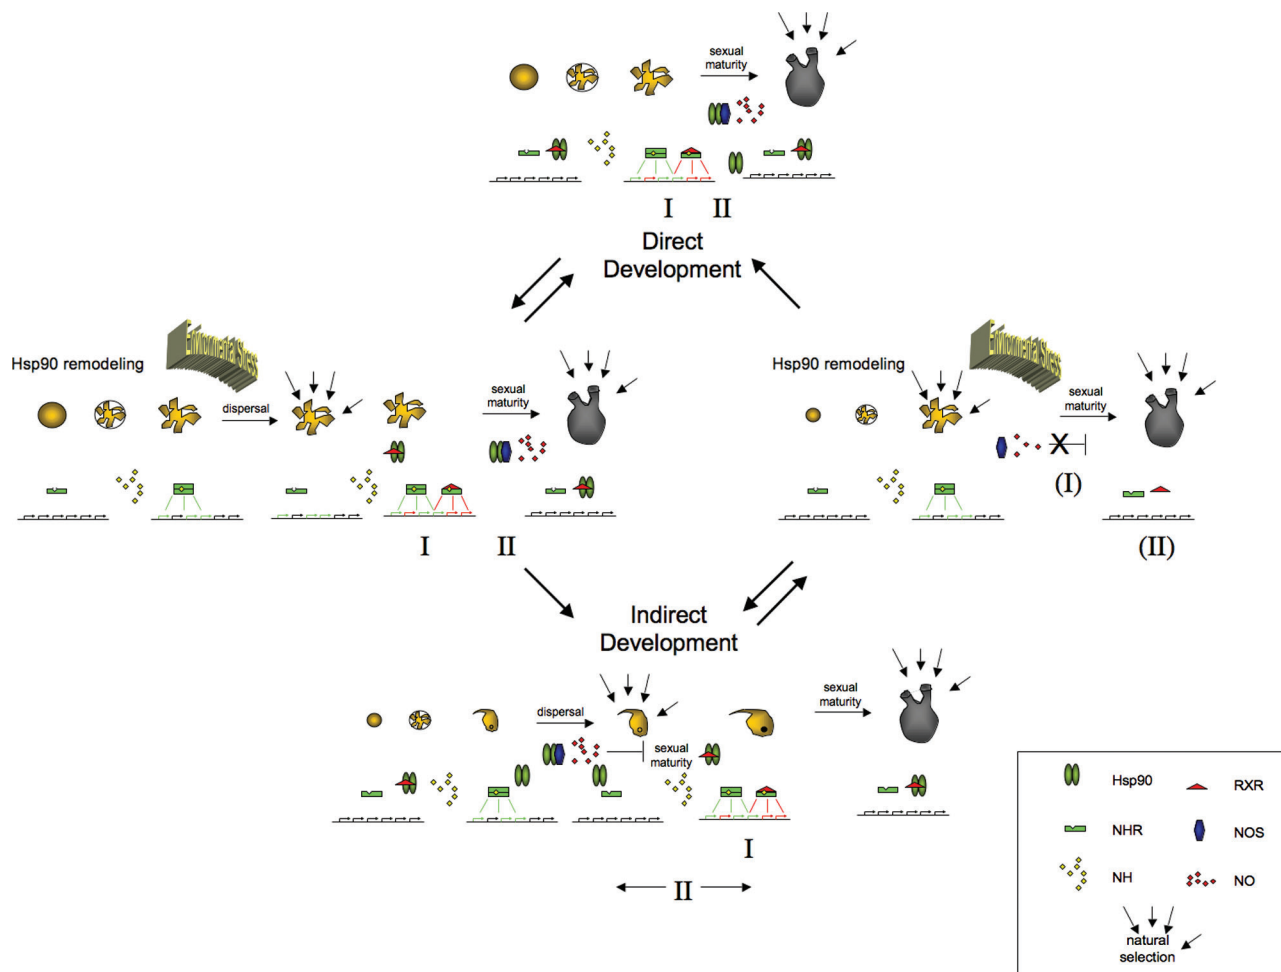 sexual
maturity
I II
Direct
Development
Hsp90 remodeling
Environmental Stress
dispersal
sexual
maturity
I II
Hsp90 remodeling
Environmental Stress
sexual
maturity
X
(I)
(II)
Indirect
Development
dispersal
sexual
maturity
sexual
maturity
I
II
Hsp90
RXR
NHR
NOS
NH
NO
natural
selection